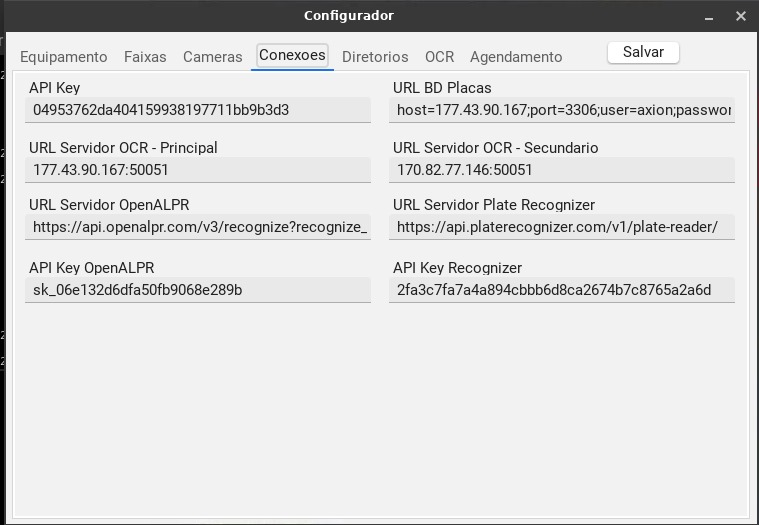 Configurador
Equipamento Faixas Cameras Conexoes Diretorios OCR Agendamento Salvar
API Key URL BD Placas
04953762da404159938197711bb9b3d3 host=177.43.90.167;port=3306;user=axion;passwor
URL Servidor OCR - Principal URL Servidor OCR - Secundario
177.43.90.167:50051 170.82.77.146:50051
URL Servidor OpenALPR URL Servidor Plate Recognizer
https://api.openalpr.com/v3/recognize?recognize_ https://api.platerecognizer.com/v1/plate-reader/
API Key OpenALPR API Key Recognizer
sk_06e132d6dfa50fb9068e289b 2fa3c7fa7a4a894cbbb6d8ca2674b7c8765a2a6d